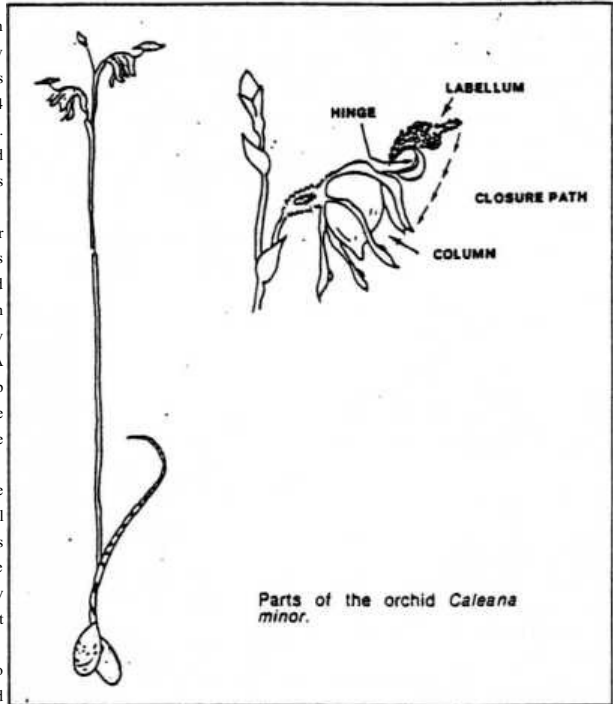 LABELLUM
HINGE
CLOSURE PATH
COLUMN
Parts of the orchid Caleana
minor.